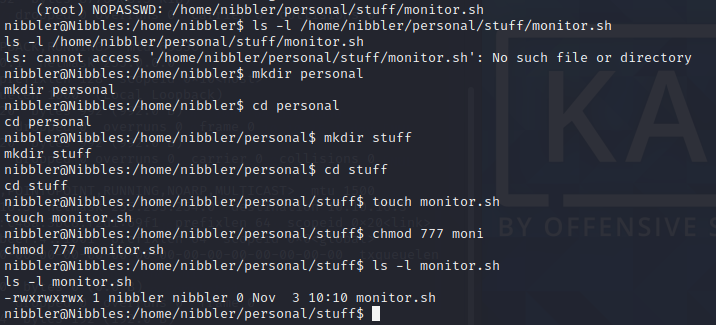 (root) NOPASSWD: /home/nibbler/personal/stuff/monitor.sh
nibbler@Nibbles:/home/nibbler$ ls -l /home/nibbler/personal/stuff/monitor.sh
ls -l /home/nibbler/personal/stuff/monitor.sh
ls: cannot access '/home/nibbler/personal/stuff/monitor.sh': No such file or directory
nibbler@Nibbles:/home/nibbler$ mkdir personal
mkdir personal
nibbler@Nibbles:/home/nibbler$ cd personal
cd personal
nibbler@Nibbles:/home/nibbler/personal$ mkdir stuff
mkdir stuff
nibbler@Nibbles:/home/nibbler/personal$ cd stuff
cd stuff
nibbler@Nibbles:/home/nibbler/personal/stuff$ touch monitor.sh
touch monitor.sh
nibbler@Nibbles:/home/nibbler/personal/stuff$ chmod 777 moni
chmod 777 monitor.sh
nibbler@Nibbles:/home/nibbler/personal/stuff$ ls -l monitor.sh
ls -l monitor.sh
-rwxrwxrwx 1 nibbler nibbler 0 Nov  3 10:10 monitor.sh
nibbler@Nibbles:/home/nibbler/personal/stuff$
KA
BY OFFENSIVE S